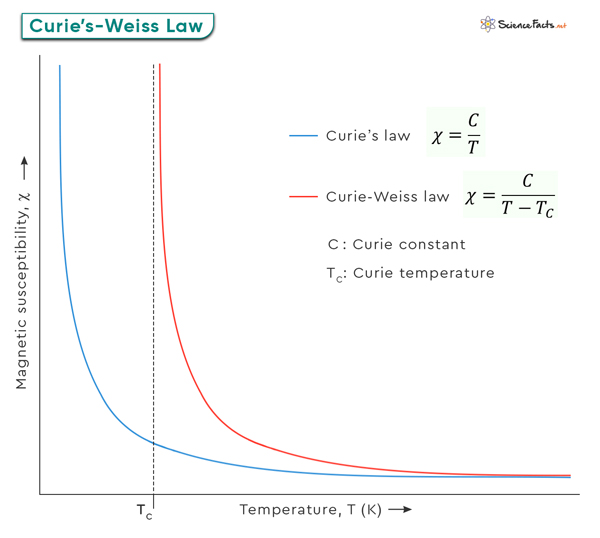 Curie's-Weiss Law
ScienceFacts.net
Curie's law χ = C/T
Curie-Weiss law χ = C/(T − T_C)
C : Curie constant
T_C: Curie temperature
Magnetic susceptibility, χ →
T_C
Temperature, T (K) →